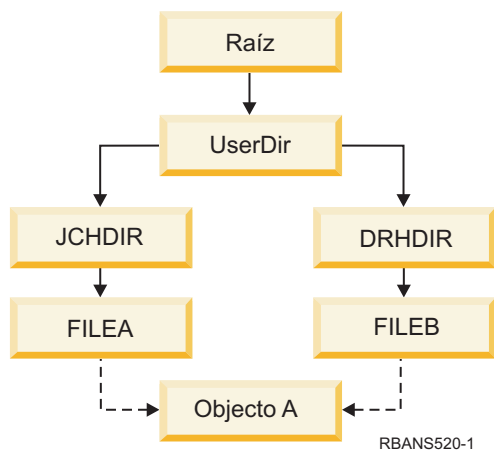 Raíz
UserDir
JCHDIR
DRHDIR
FILEA
FILEB
Objecto A
RBANS520-1